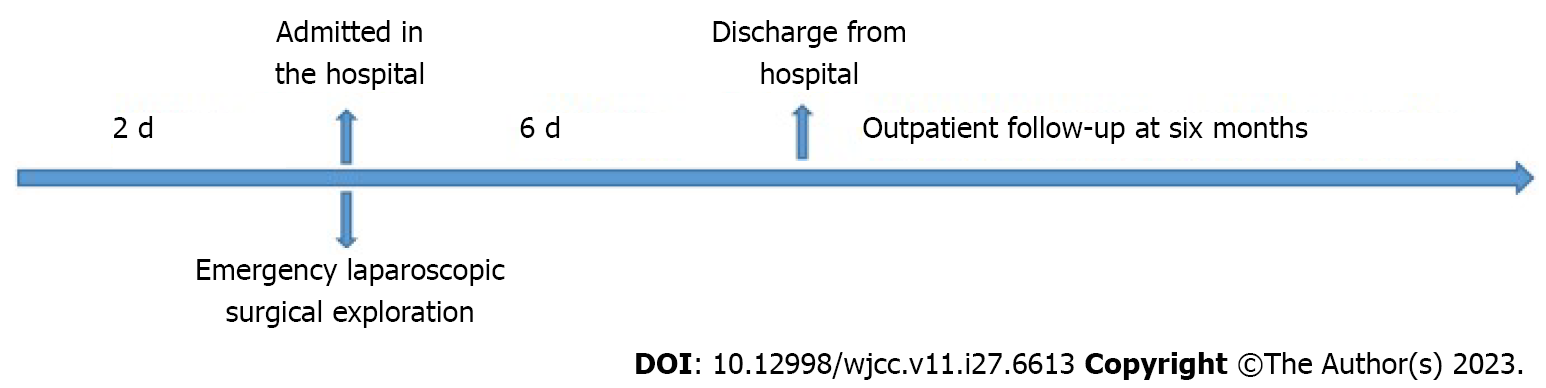 Admitted in
the hospital
Discharge from
hospital
2 d
6 d
Outpatient follow-up at six months
Emergency laparoscopic
surgical exploration
DOI: 10.12998/wjcc.v11.i27.6613 Copyright ©The Author(s) 2023.